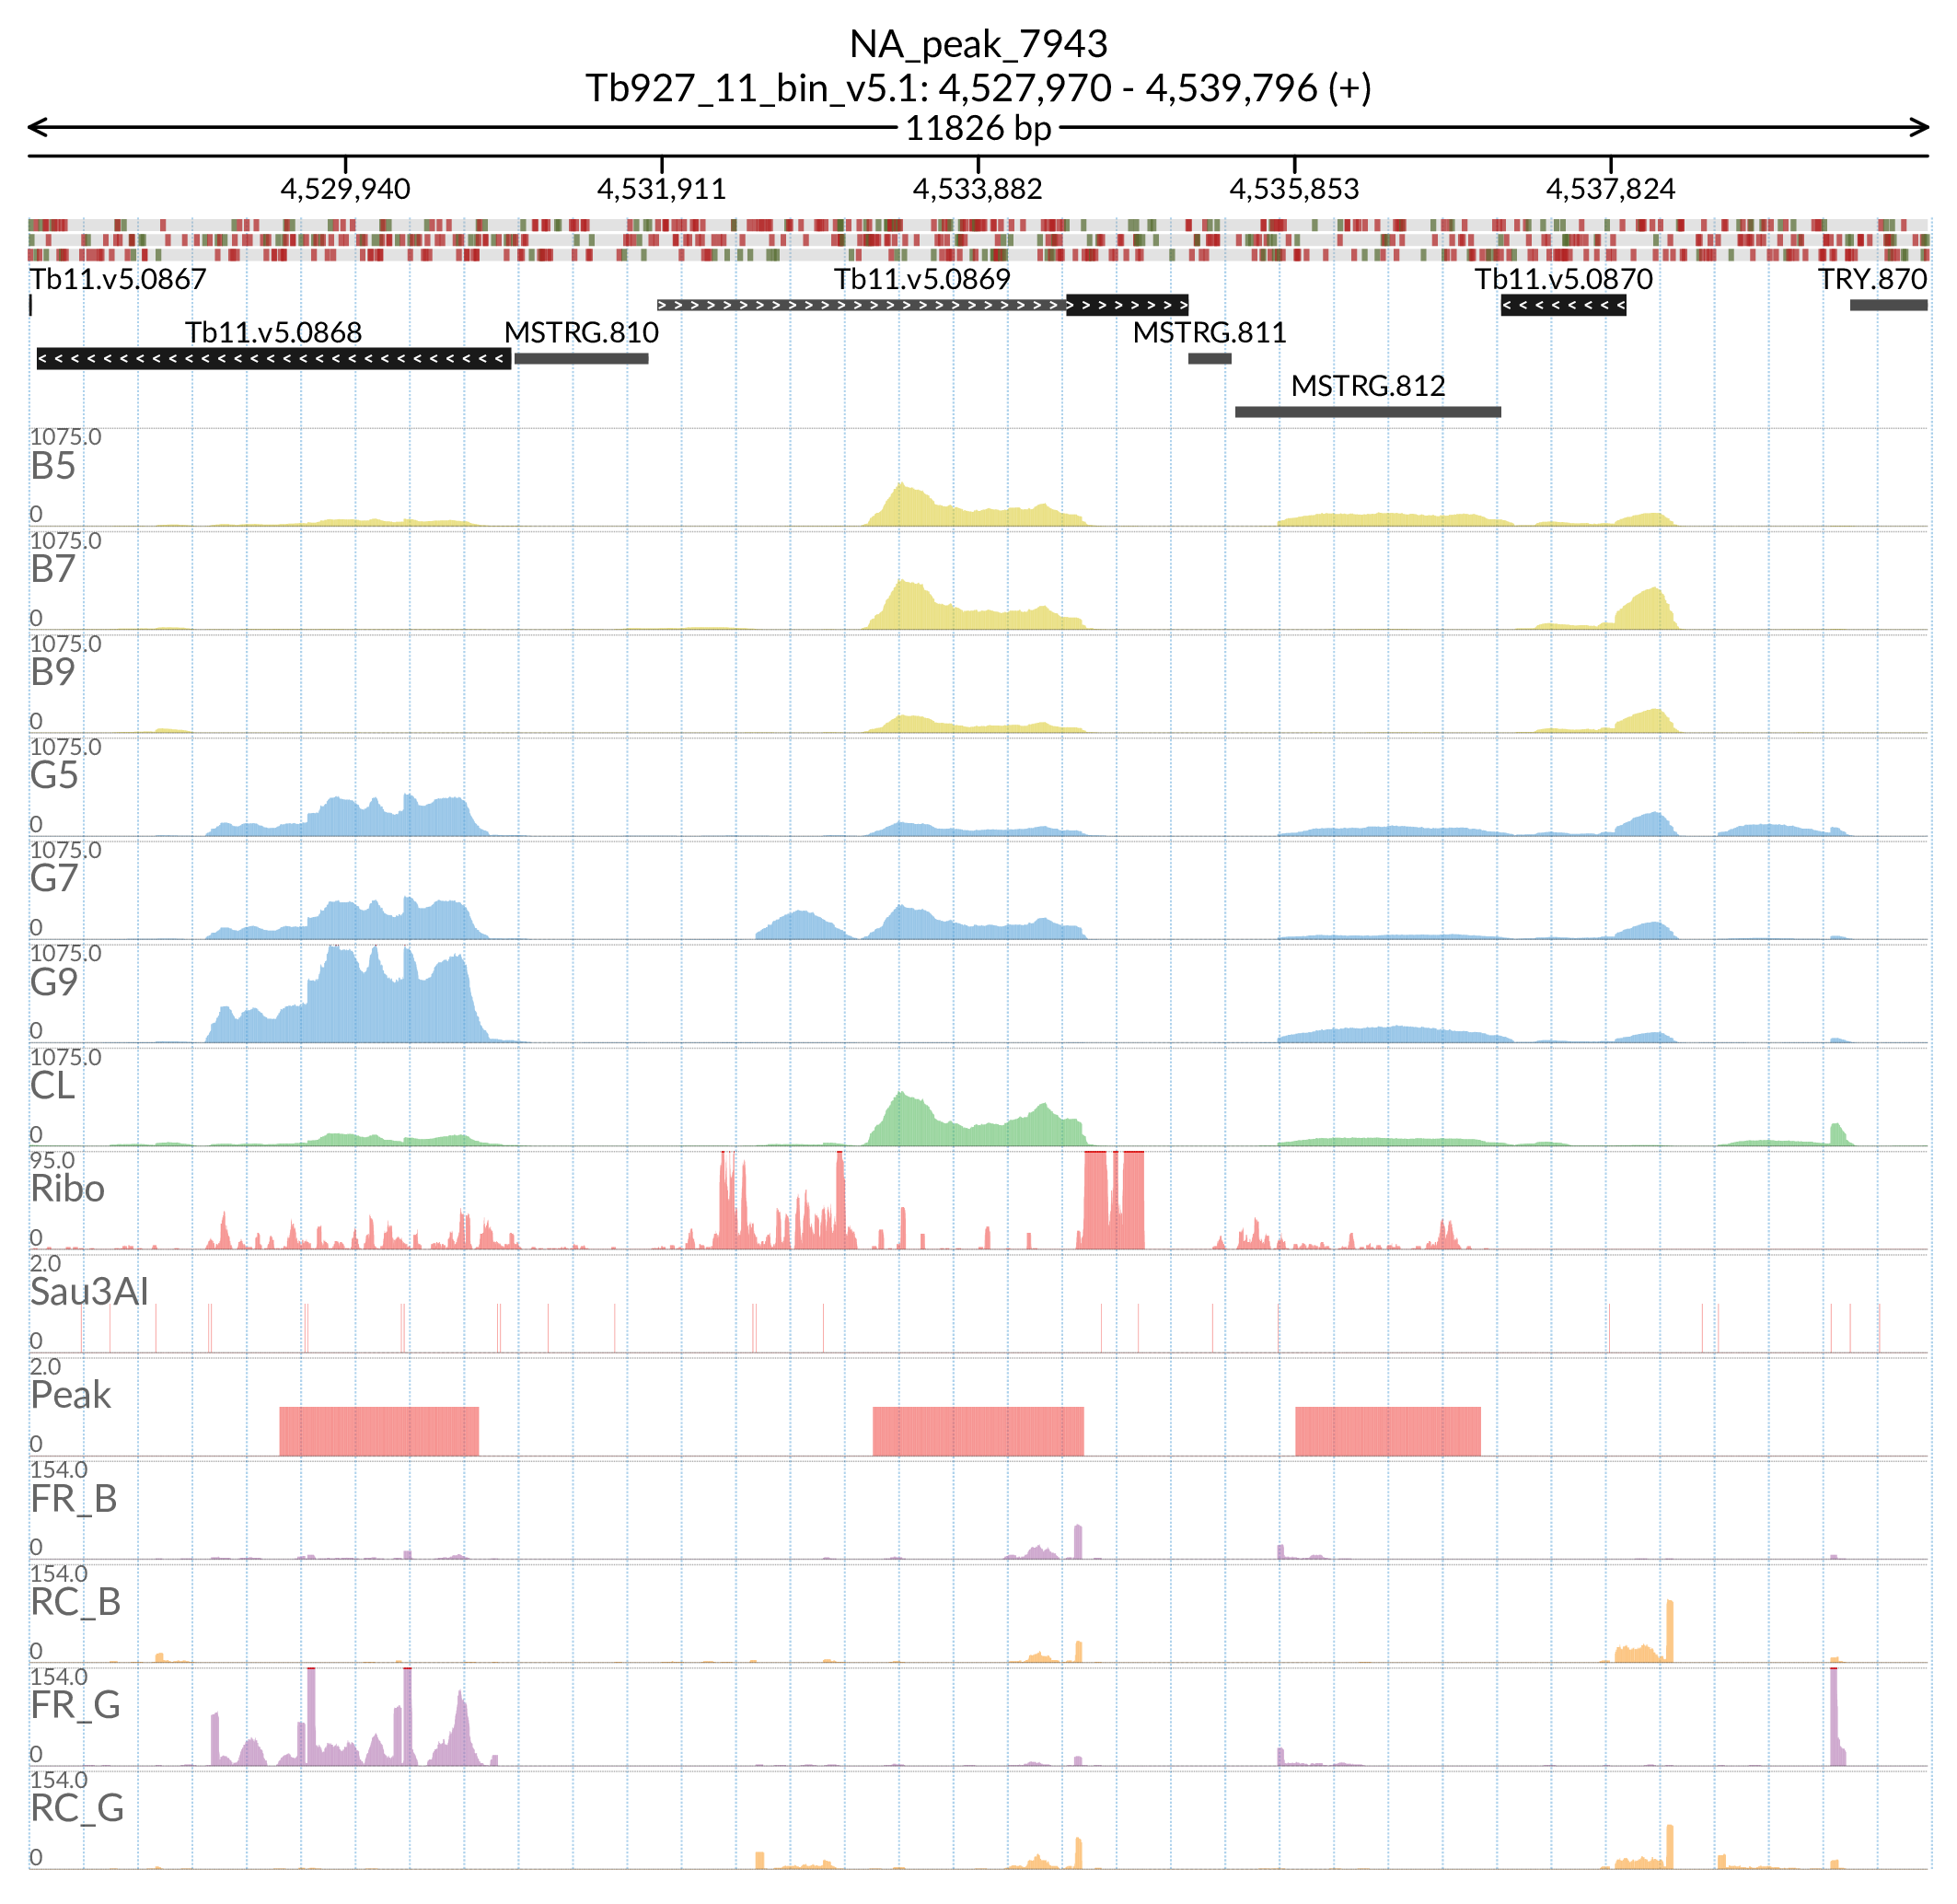 NA_peak_7943
Tb927_11_bin_v5.1: 4,527,970 - 4,539,796 (+)
11826 bp
4,529,940 4,531,911 4,533,882 4,535,853 4,537,824
Tb11.v5.0867 Tb11.v5.0869 Tb11.v5.0870 TRY.870
Tb11.v5.0868 MSTRG.810 MSTRG.811
MSTRG.812
1075.0
B5
0
1075.0
B7
0
1075.0
B9
0
1075.0
G5
0
1075.0
G7
0
1075.0
G9
0
1075.0
CL
0
95.0
Ribo
0
2.0
Sau3AI
0
2.0
Peak
0
154.0
FR_B
0
154.0
RC_B
0
154.0
FR_G
0
154.0
RC_G
0